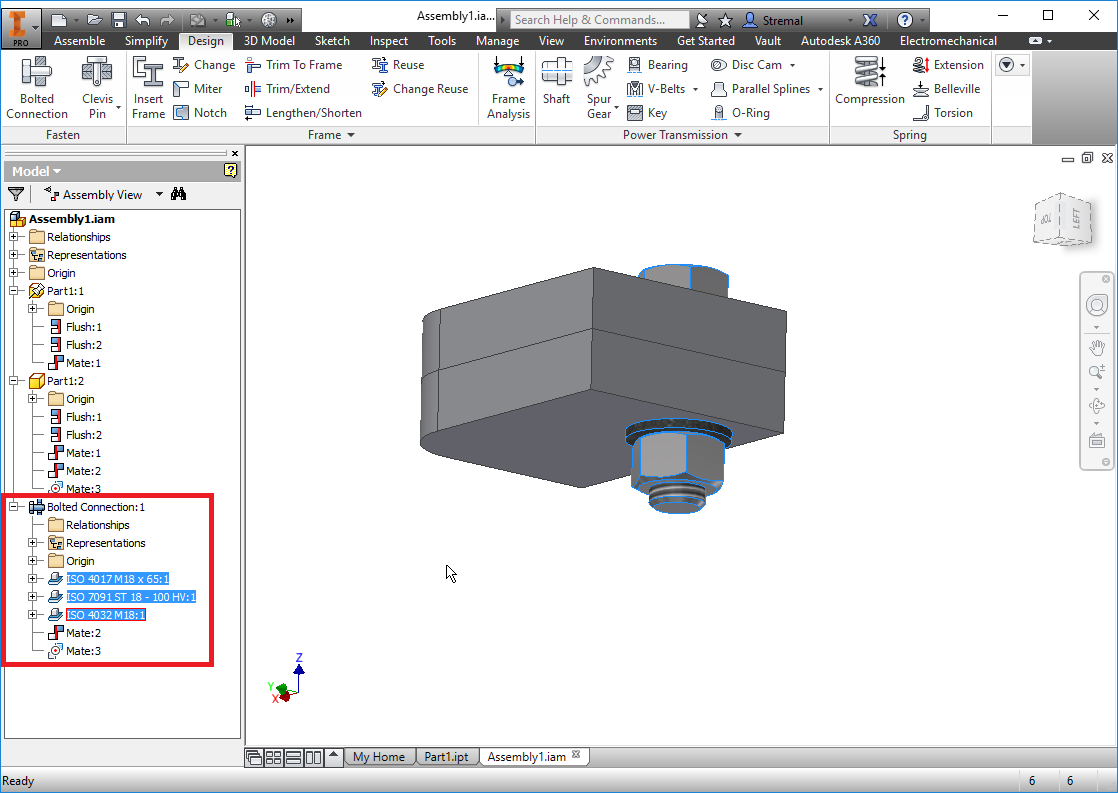 PRO
Assembly1.ia...
Search Help & Commands...
Stremal
Assemble Simplify Design 3D Model Sketch Inspect Tools Manage View Environments Get Started Vault Autodesk A360 Electromechanical
Bolted Connection
Clevis Pin
Fasten
Insert Frame
Change
Miter
Notch
Trim To Frame
Trim/Extend
Lengthen/Shorten
Reuse
Change Reuse
Frame
Frame Analysis
Shaft
Spur Gear
Bearing
V-Belts
Key
Disc Cam
Parallel Splines
O-Ring
Power Transmission
Compression
Extension
Belleville
Torsion
Spring
Model
Assembly View
Assembly1.iam
Relationships
Representations
Origin
Part1:1
Origin
Flush:1
Flush:2
Mate:1
Part1:2
Origin
Flush:1
Flush:2
Mate:1
Mate:2
Mate:3
Bolted Connection:1
Relationships
Representations
Origin
ISO 4017 M18 x 65:1
ISO 7091 ST 18 - 100 HV:1
ISO 4032 M18:1
Mate:2
Mate:3
TOP
LEFT
Z
Y
X
My Home Part1.ipt Assembly1.iam
Ready
6 6